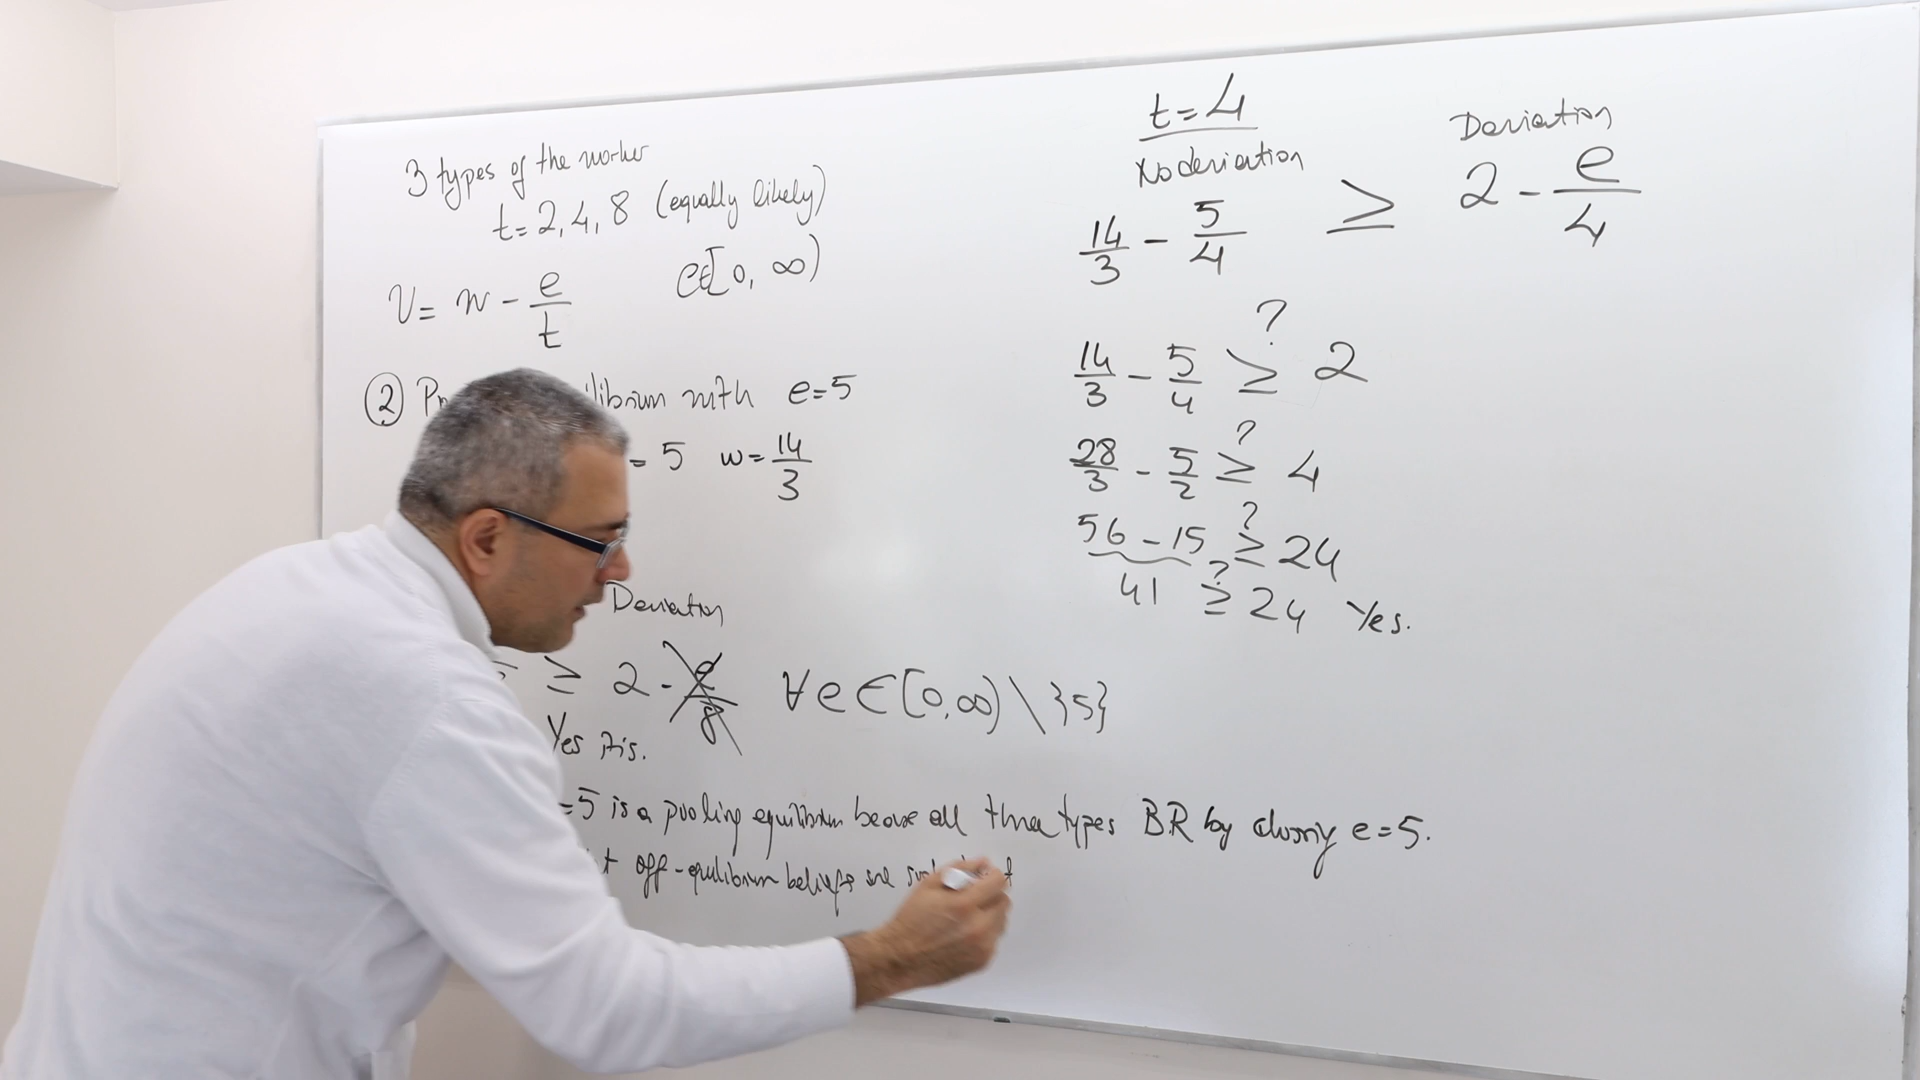 3 types of the worker
t=2, 4, 8 (equally likely)
e∈[0, ∞)
V= w - e/t
② P librium with e=5
= 5 w= 14/3
Deviation
≥ 2 - e/8 ∀e∈[0,∞) \ {5}
Yes it is.
=5 is a pooling equilibrium because all three types BR by choosing e=5.
off-equilibrium beliefs are
t=4
No deviation
Deviation
14/3 - 5/4 ≥ 2 - e/4
?
14/3 - 5/4 ≥ 2
?
28/3 - 5/2 ≥ 4
?
56 - 15 ≥ 24
?
41 ≥ 24 Yes.